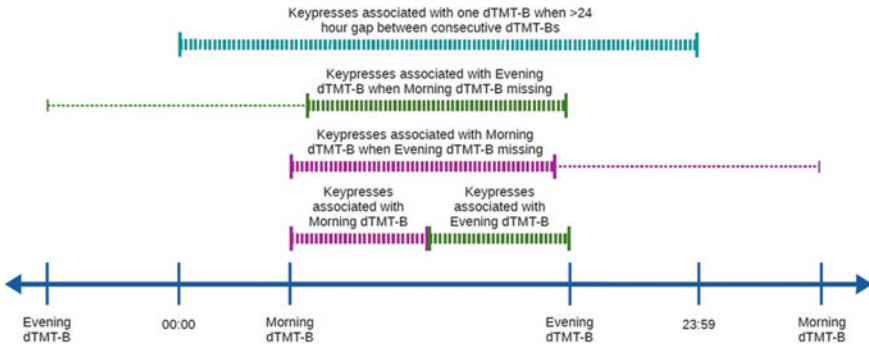 Keypresses associated with one dTMT-B when >24
hour gap between consecutive dTMT-Bs
Keypresses associated with Evening
dTMT-B when Morning dTMT-B missing
Keypresses associated with Morning
dTMT-B when Evening dTMT-B missing
Keypresses
associated with
Morning dTMT-B
Keypresses
associated with
Evening dTMT-B
Evening
dTMT-B
00:00
Morning
dTMT-B
Evening
dTMT-B
23:59
Morning
dTMT-B